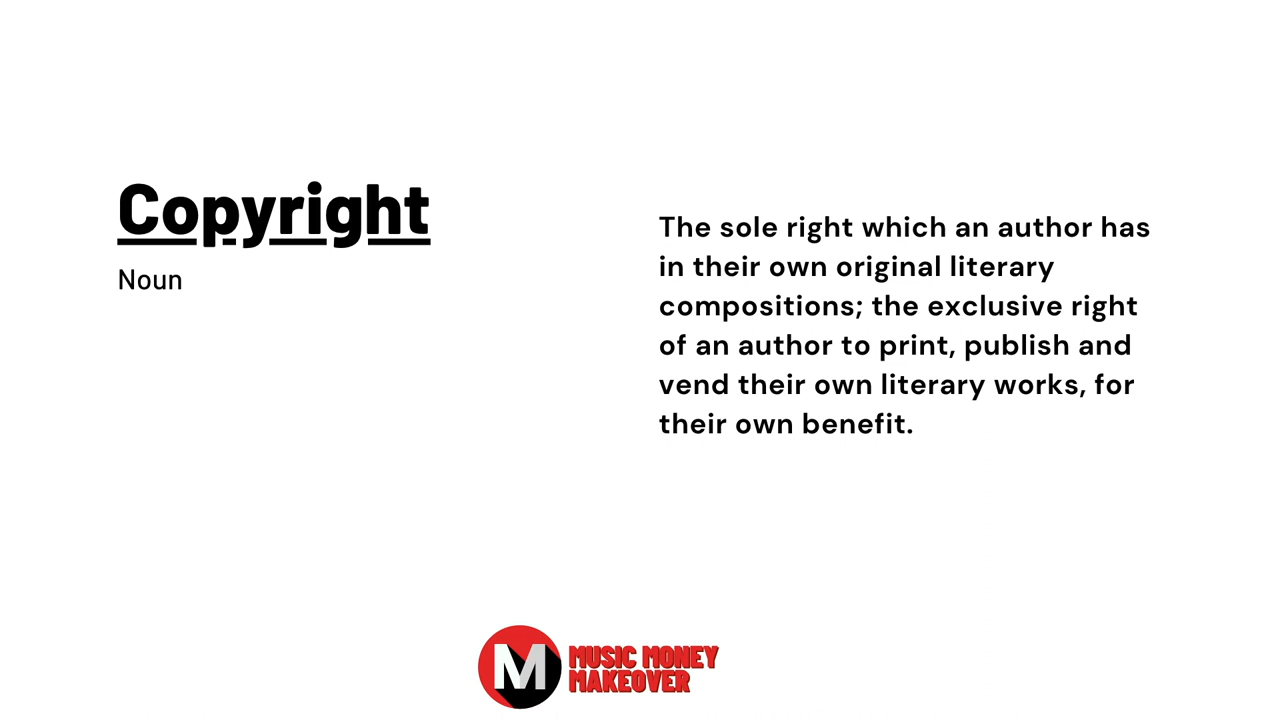 Copyright
Noun
The sole right which an author has
in their own original literary
compositions; the exclusive right
of an author to print, publish and
vend their own literary works, for
their own benefit.
M
MUSIC MONEY
MAKEOVER